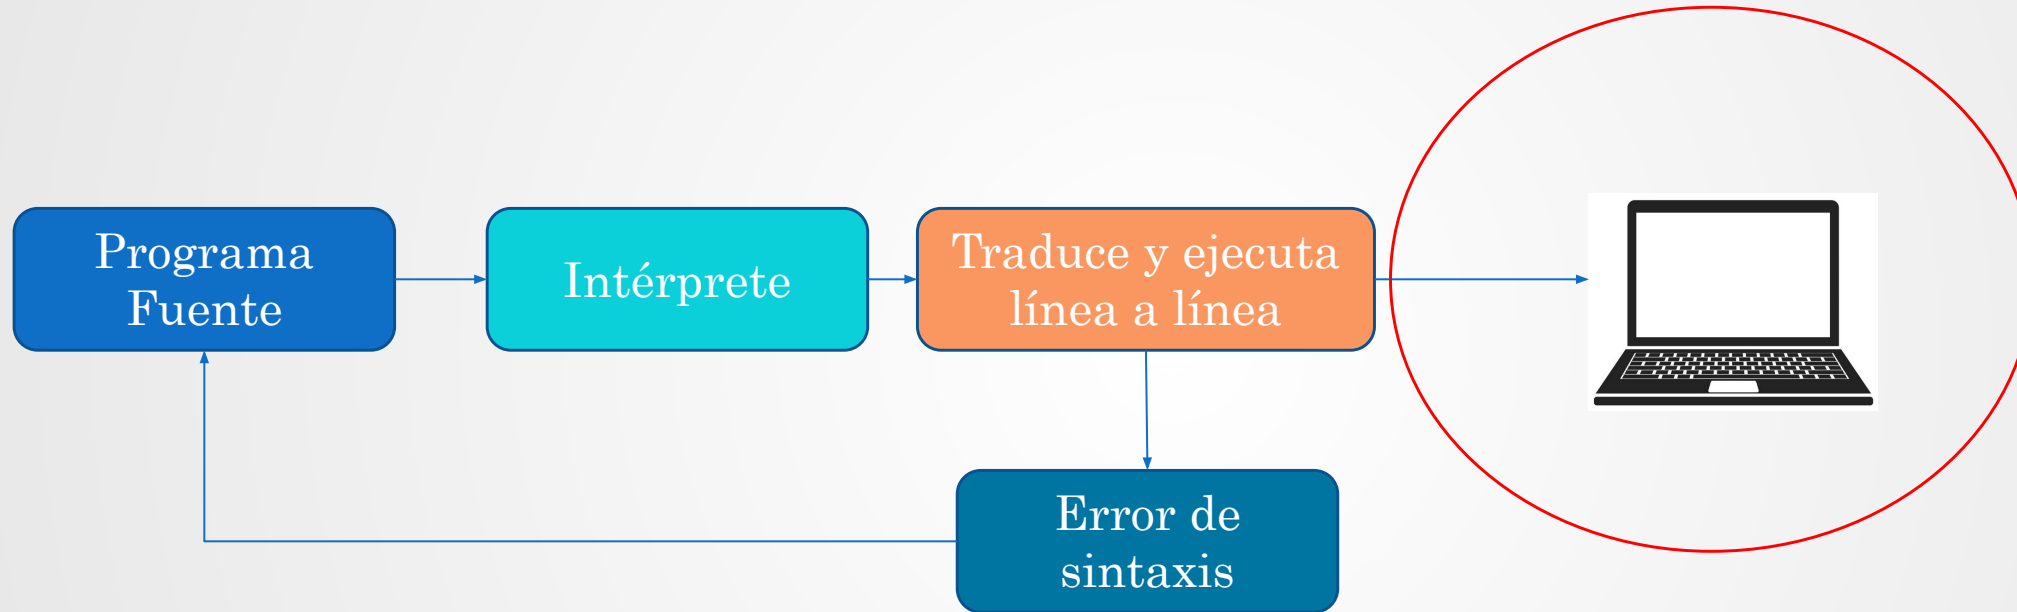 Programa
Fuente
Intérprete
Traduce y ejecuta
línea a línea
Error de
sintaxis